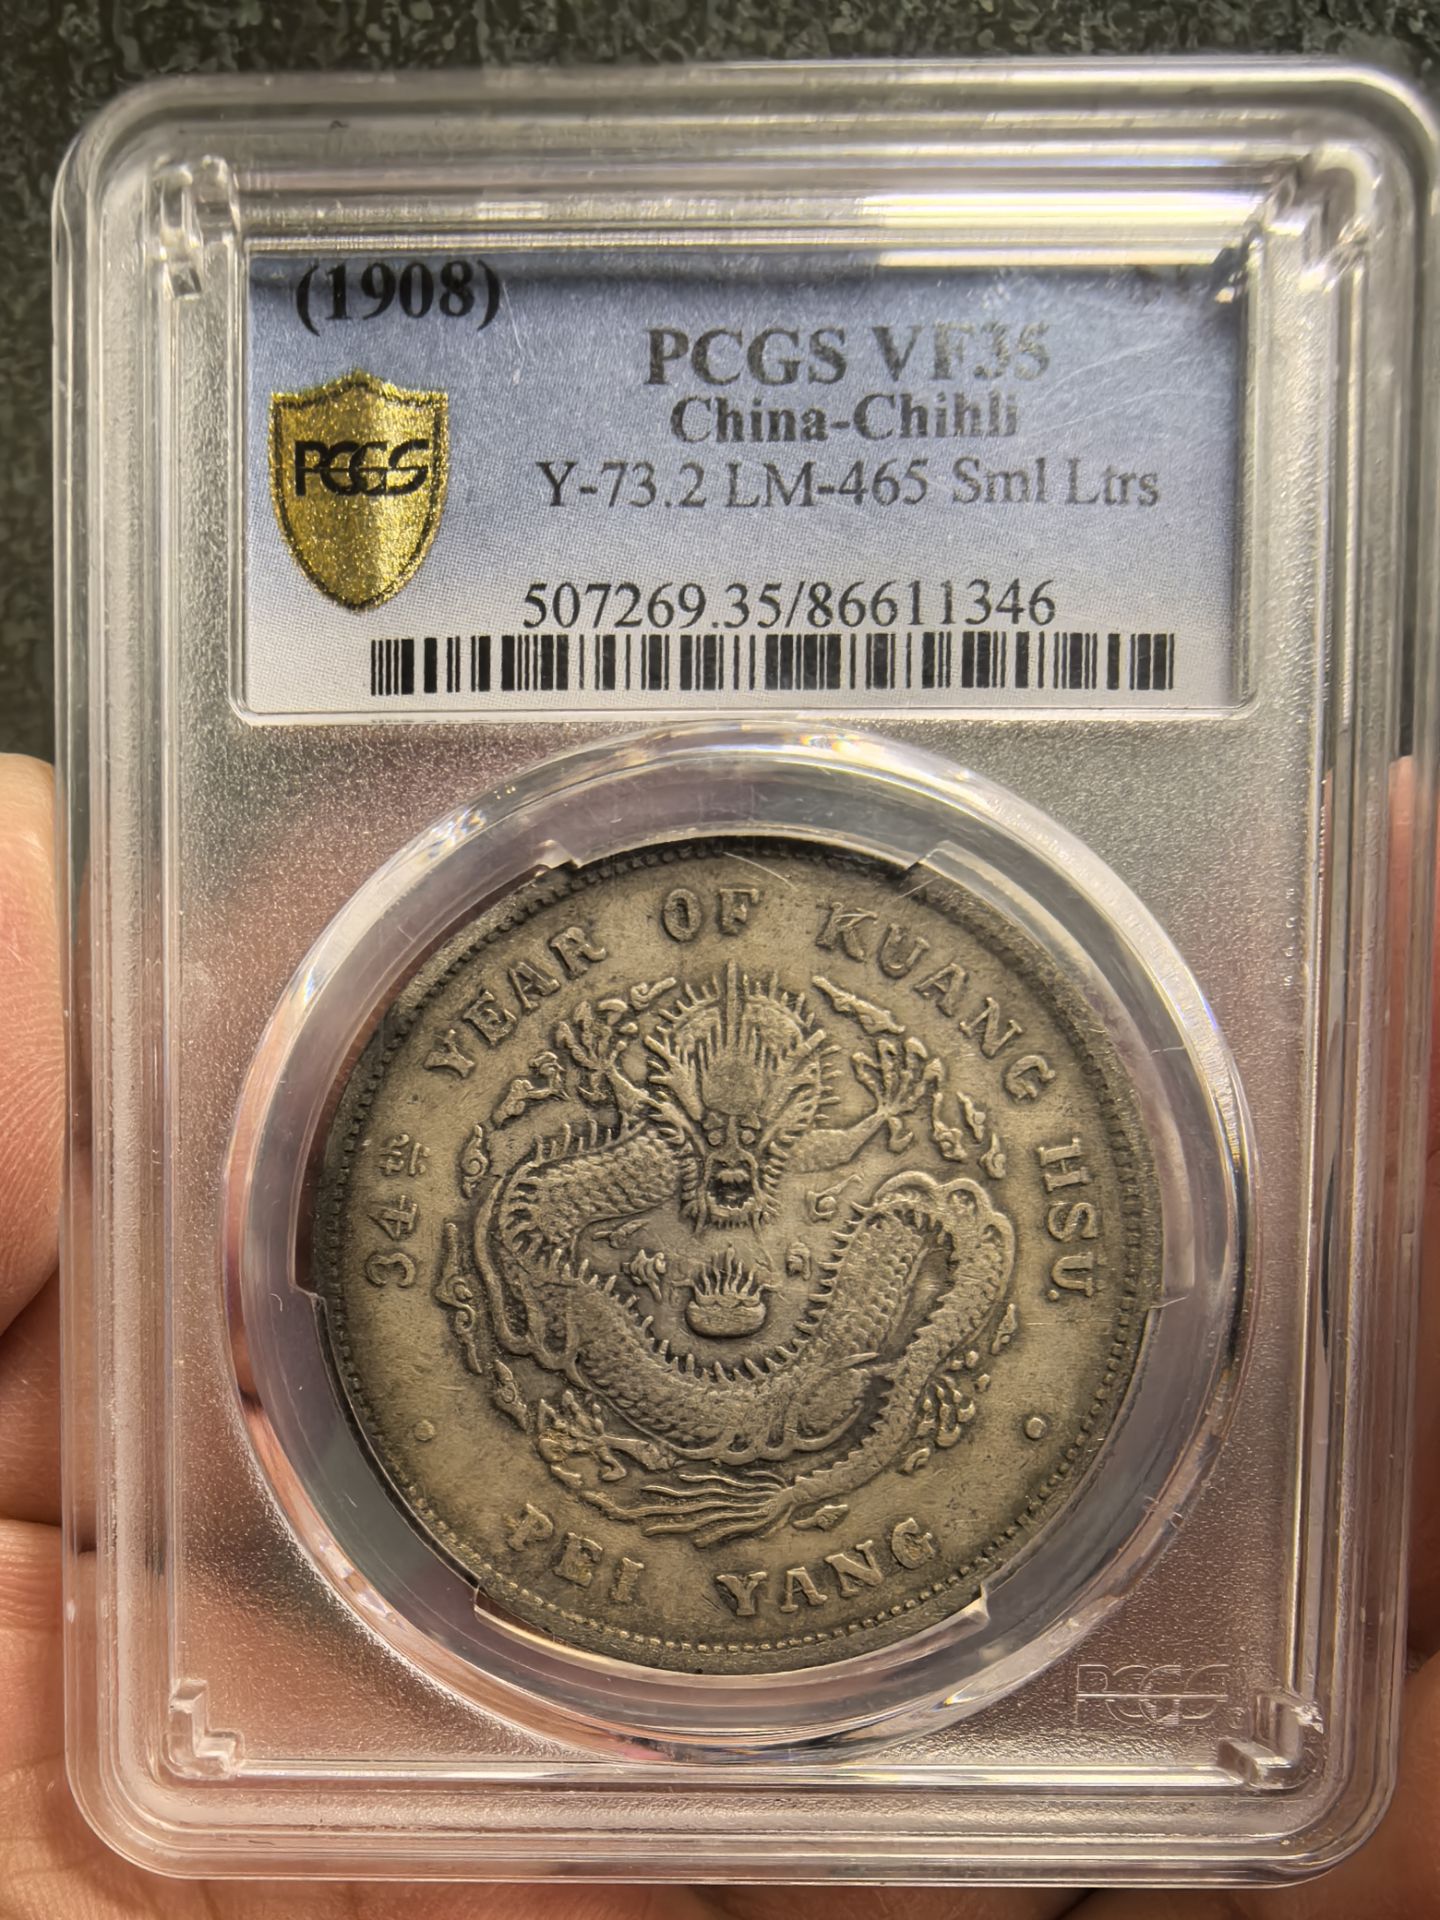 (1908)
PCGS VF35
China-Chihli
PCGS
Y-73.2 LM-465 Sml Ltrs
507269.35/86611346
34TH YEAR OF KUANG HSU.
PEI YANG
PCGS